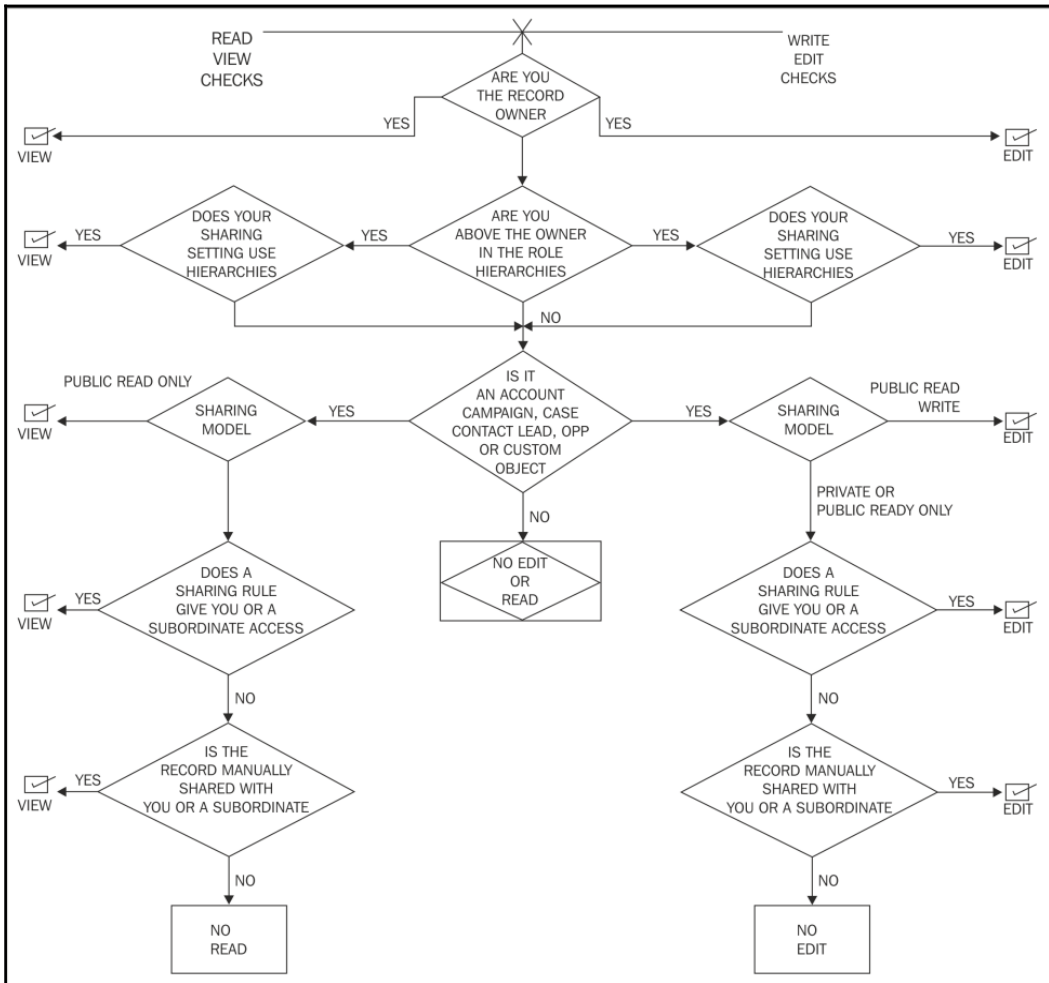 READ
VIEW
CHECKS
WRITE
EDIT
CHECKS
ARE YOU
THE RECORD
OWNER
YES
YES
VIEW
EDIT
DOES YOUR
SHARING
SETTING USE
HIERARCHIES
ARE YOU
ABOVE THE OWNER
IN THE ROLE
HIERARCHIES
DOES YOUR
SHARING
SETTING USE
HIERARCHIES
YES
YES
YES
YES
VIEW
EDIT
NO
PUBLIC READ ONLY
SHARING
MODEL
YES
IS IT
AN ACCOUNT
CAMPAIGN, CASE
CONTACT LEAD, OPP
OR CUSTOM
OBJECT
YES
SHARING
MODEL
PUBLIC READ
WRITE
VIEW
EDIT
NO
PRIVATE OR
PUBLIC READY ONLY
NO EDIT
OR
READ
DOES A
SHARING RULE
GIVE YOU OR A
SUBORDINATE ACCESS
YES
VIEW
DOES A
SHARING RULE
GIVE YOU OR A
SUBORDINATE ACCESS
YES
EDIT
NO
NO
IS THE
RECORD MANUALLY
SHARED WITH
YOU OR A SUBORDINATE
YES
VIEW
IS THE
RECORD MANUALLY
SHARED WITH
YOU OR A SUBORDINATE
YES
EDIT
NO
NO
NO
READ
NO
EDIT